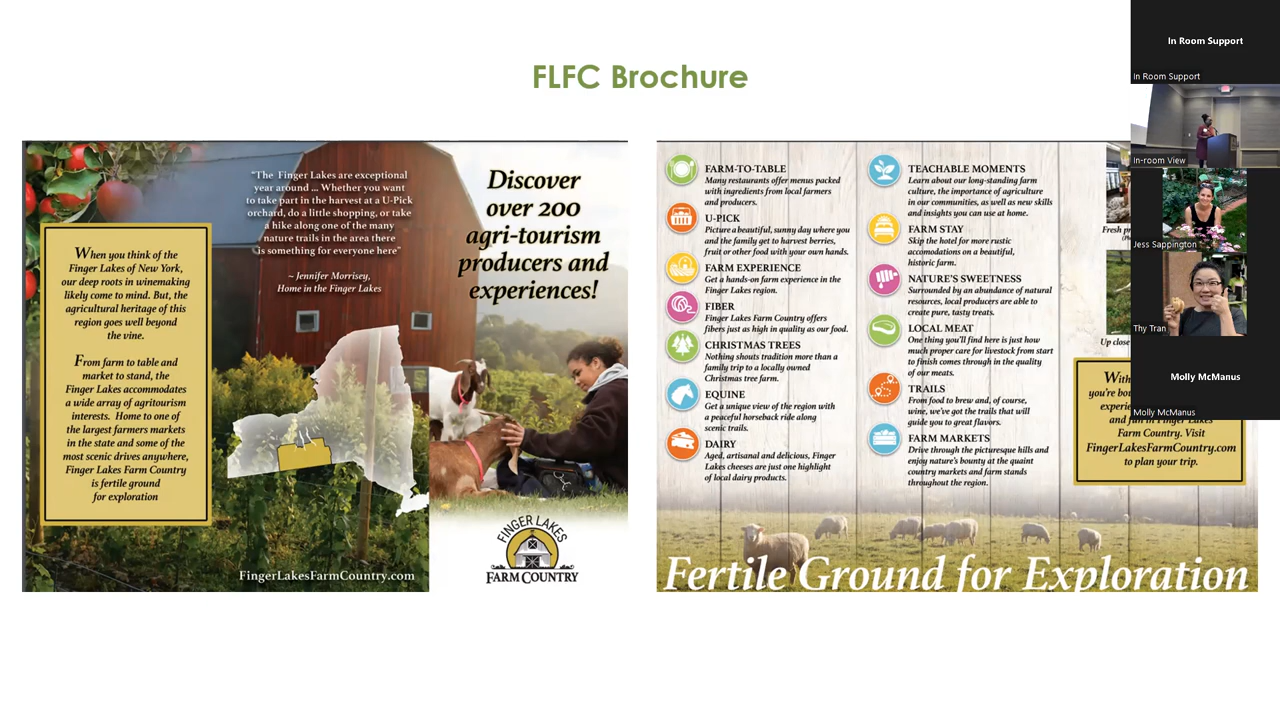 FLFC Brochure
When you think of the
Finger Lakes of New York,
our deep roots in winemaking
likely come to mind. But, the
agricultural heritage of this
region goes well beyond
the vine.
From farm to table and
market to stand, the
Finger Lakes accommodates
a wide array of agritourism
interests. Home to one of
the largest farmers markets
in the state and some of the
most scenic drives anywhere,
Finger Lakes Farm Country
is fertile ground
for exploration
"The Finger Lakes are exceptional
year around ... Whether you want
to take part in the harvest at a U-Pick
orchard, do a little shopping, or take
a hike along one of the many
nature trails in the area there
is something for everyone here"
~ Jennifer Morrisey,
Home in the Finger Lakes
FingerLakesFarmCountry.com
Discover
over 200
agri-tourism
producers and
experiences!
FINGER LAKES
FARM COUNTRY
FARM-TO-TABLE
Many restaurants offer menus packed
with ingredients from local farmers
and producers.
U-PICK
Picture a beautiful, sunny day where you
and the family get to harvest berries,
fruit or other food with your own hands.
FARM EXPERIENCE
Get a hands-on farm experience in the
Finger Lakes region.
FIBER
Finger Lakes Farm Country offers
fibers just as high in quality as our food.
CHRISTMAS TREES
Nothing shouts tradition more than a
family trip to a locally owned
Christmas tree farm.
EQUINE
Get a unique view of the region with
a peaceful horseback ride along
scenic trails.
DAIRY
Aged, artisanal and delicious, Finger
Lakes cheeses are just one highlight
of local dairy products.
TEACHABLE MOMENTS
Learn about our long-standing farm
culture, the importance of agriculture
in our communities, as well as new skills
and insights you can use at home.
FARM STAY
Skip the hotel for more rustic
accomodations on a beautiful,
historic farm.
NATURE'S SWEETNESS
Surrounded by an abundance of natural
resources, local producers are able to
create pure, tasty treats.
LOCAL MEAT
One thing you'll find here is just how
much proper care for livestock from start
to finish comes through in the quality
of our meats.
TRAILS
From food to brew and, of course,
wine, we've got the trails that will
guide you to great flavors.
FARM MARKETS
Drive through the picturesque hills and
enjoy nature's bounty at the quaint
country markets and farm stands
throughout the region.
Fresh
Up close
With
you're
and fun in Finger Lakes
Farm Country. Visit
FingerLakesFarmCountry.com
to plan your trip.
Fertile Ground for Exploration
In Room Support
In Room Support
In-room View
Jess Sappington
Thy Tran
Molly McManus
Molly McManus